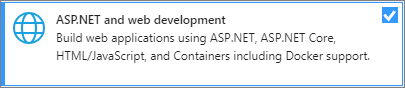 ASP.NET and web development
Build web applications using ASP.NET, ASP.NET Core,
HTML/JavaScript, and Containers including Docker support.